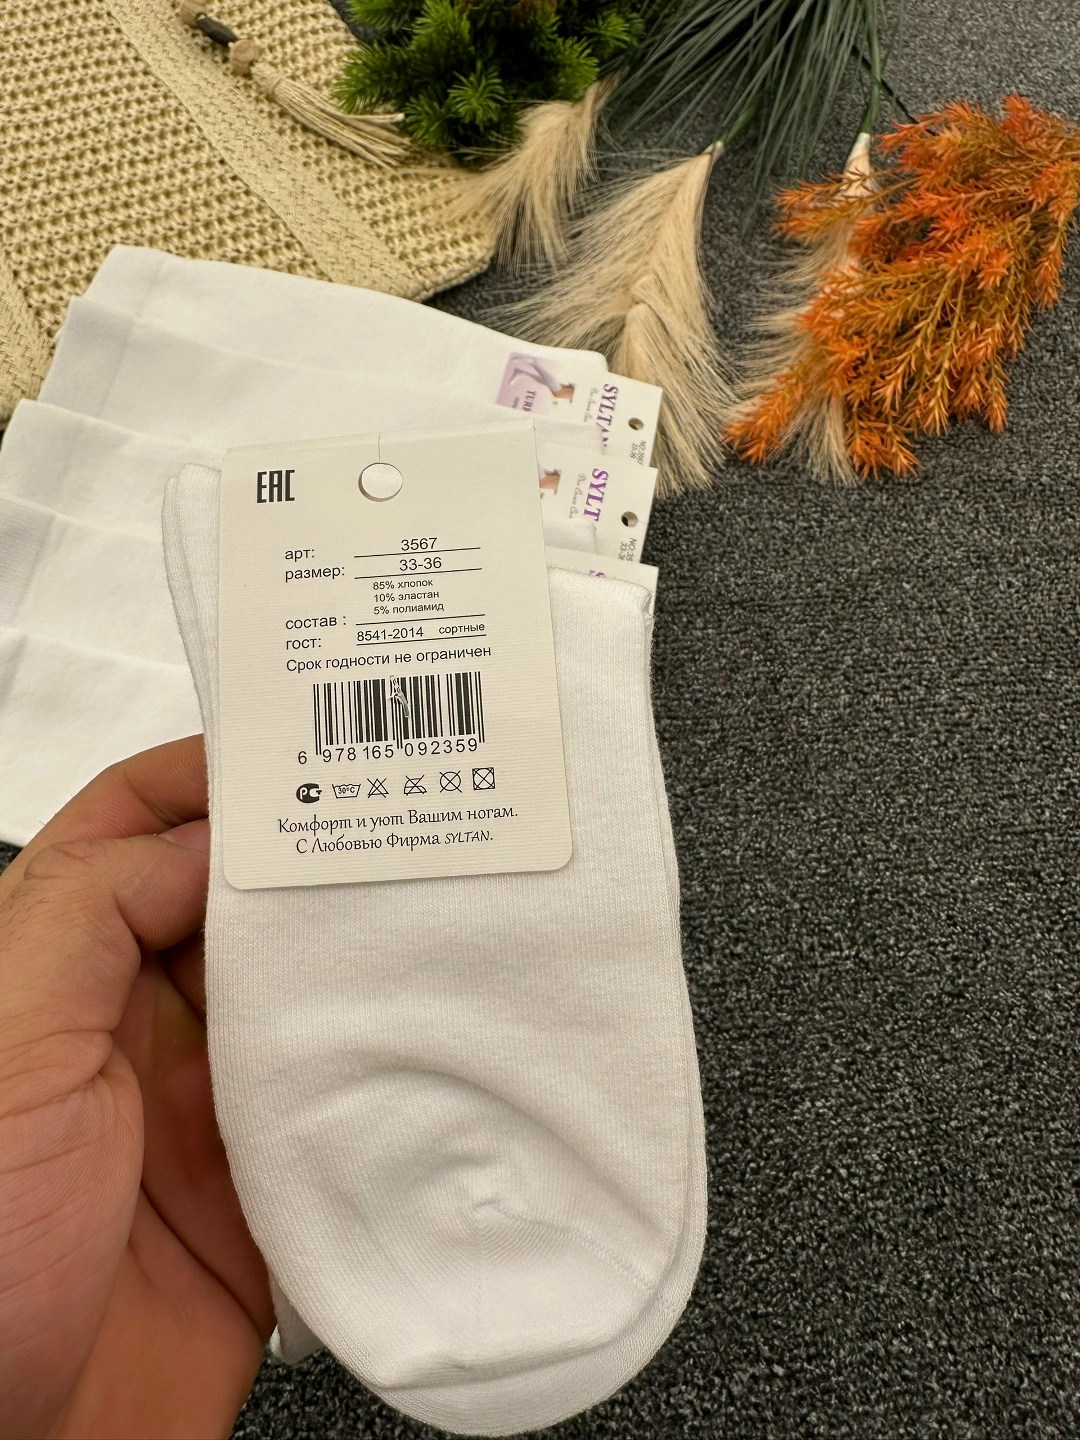 SYLTAN
SYLT
EAC
арт: 3567
размер: 33-36
85% хлопок
10% эластан
5% полиамид
состав :
гост: 8541-2014 сортные
Срок годности не ограничен
6 978165 092359
РС 30°C
Комфорт и уют Вашим ногам.
С Любовью Фирма SYLTAN.